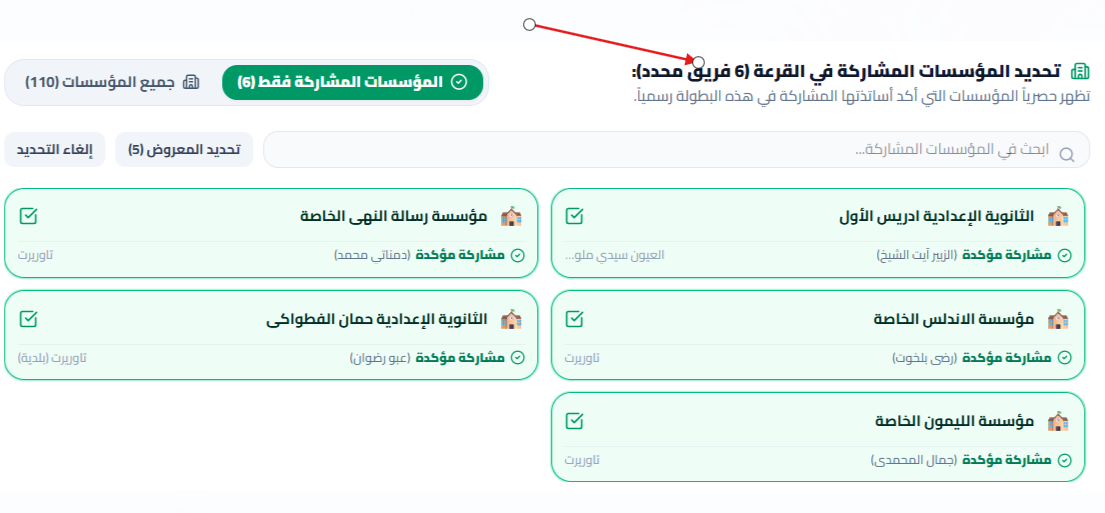 تحديد المؤسسات المشاركة في القرعة (6 فريق محدد):
تظهر حصرياً المؤسسات التي أكد أساتذتها المشاركة في هذه البطولة رسمياً.
المؤسسات المشاركة فقط (6)
جميع المؤسسات (110)
ابحث في المؤسسات المشاركة...
تحديد المعروض (5)
إلغاء التحديد
الثانوية الإعدادية ادريس الأول
مشاركة مؤكدة (الزبير آيت الشيخ)
العيون سيدي ملو...
مؤسسة رسالة النهى الخاصة
مشاركة مؤكدة (دمناتي محمد)
تاوريرت
مؤسسة الاندلس الخاصة
مشاركة مؤكدة (رضى بلخوت)
تاوريرت
الثانوية الإعدادية حمان الفطواكي
مشاركة مؤكدة (عبو رضوان)
تاوريرت (بلدية)
مؤسسة الليمون الخاصة
مشاركة مؤكدة (جمال المحمدي)
تاوريرت